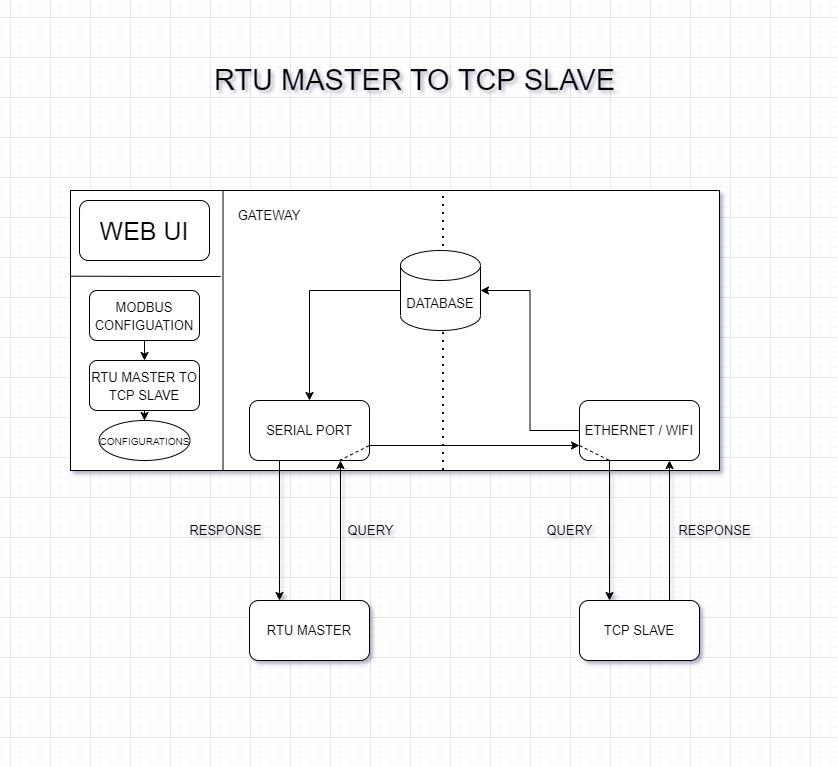 RTU MASTER TO TCP SLAVE
WEB UI
GATEWAY
MODBUS
CONFIGUATION
RTU MASTER TO
TCP SLAVE
CONFIGURATIONS
DATABASE
SERIAL PORT
ETHERNET / WIFI
RESPONSE
QUERY
QUERY
RESPONSE
RTU MASTER
TCP SLAVE